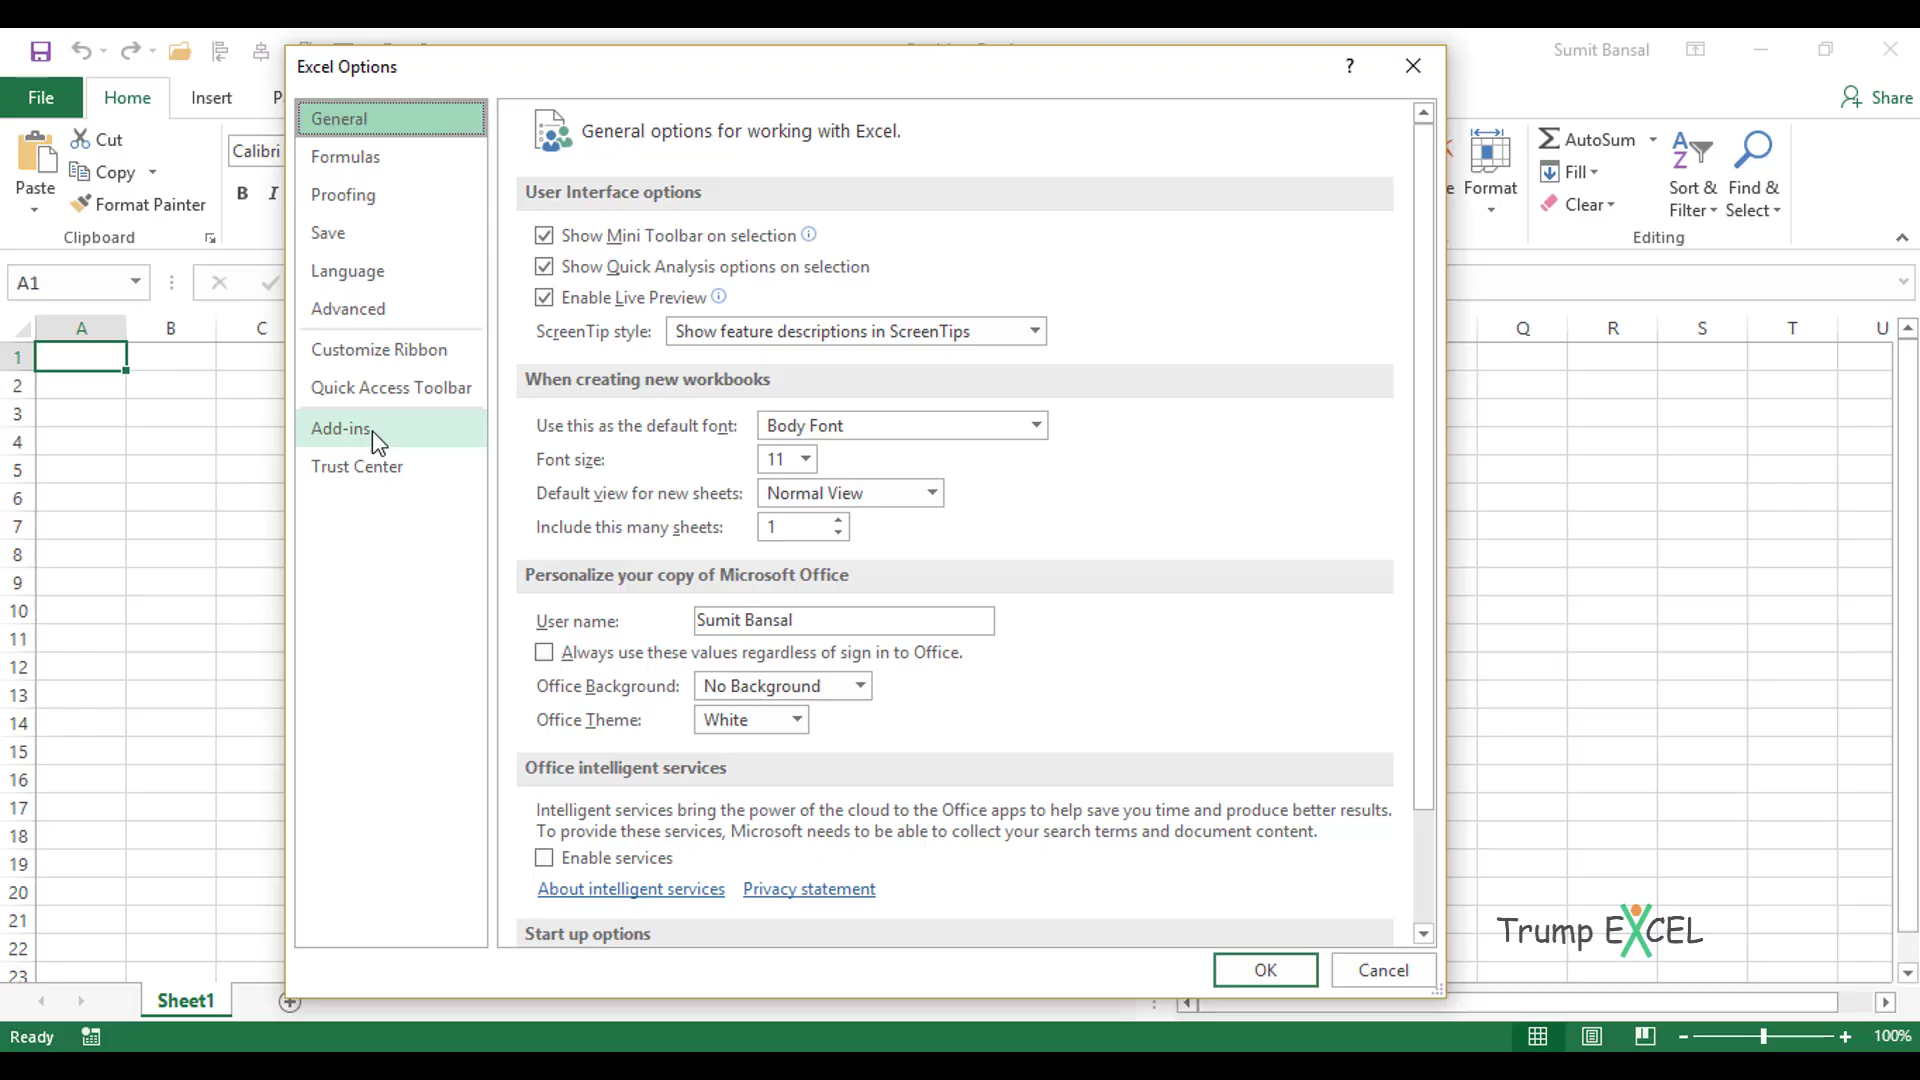 Sumit Bansal
Excel Options
?
File
Home
Insert
Share
Paste
Cut
Copy
Format Painter
Clipboard
Calibri
B I
Format
AutoSum
Fill
Clear
Sort &
Filter
Find &
Select
Editing
A1
A B C Q R S T U
1
2
3
4
5
6
7
8
9
10
11
12
13
14
15
16
17
18
19
20
21
22
23
General
Formulas
Proofing
Save
Language
Advanced
Customize Ribbon
Quick Access Toolbar
Add-ins
Trust Center
General options for working with Excel.
User Interface options
Show Mini Toolbar on selection
Show Quick Analysis options on selection
Enable Live Preview
ScreenTip style: Show feature descriptions in ScreenTips
When creating new workbooks
Use this as the default font: Body Font
Font size: 11
Default view for new sheets: Normal View
Include this many sheets: 1
Personalize your copy of Microsoft Office
User name: Sumit Bansal
Always use these values regardless of sign in to Office.
Office Background: No Background
Office Theme: White
Office intelligent services
Intelligent services bring the power of the cloud to the Office apps to help save you time and produce better results.
To provide these services, Microsoft needs to be able to collect your search terms and document content.
Enable services
About intelligent services Privacy statement
Start up options
OK Cancel
Trump EXCEL
Sheet1
Ready
100%